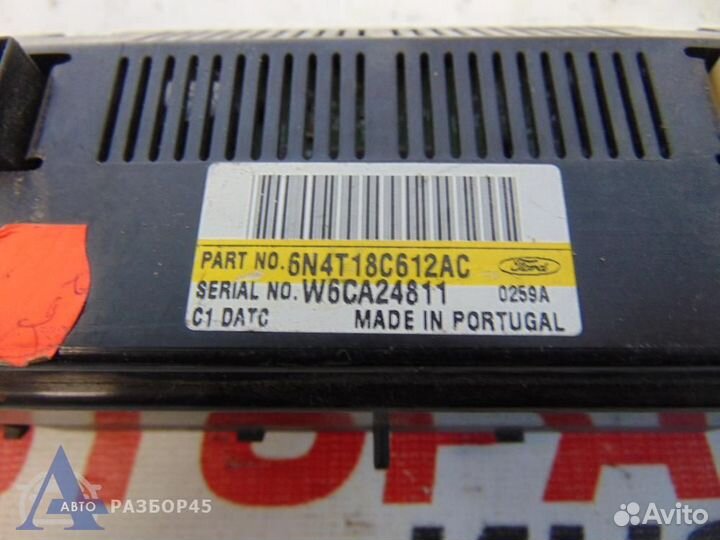 PART NO. 6N4T18C612AC Ford
SERIAL NO. W6CA24811 0259A
C1 DATC MADE IN PORTUGAL
АВТО РАЗБОР45
Avito